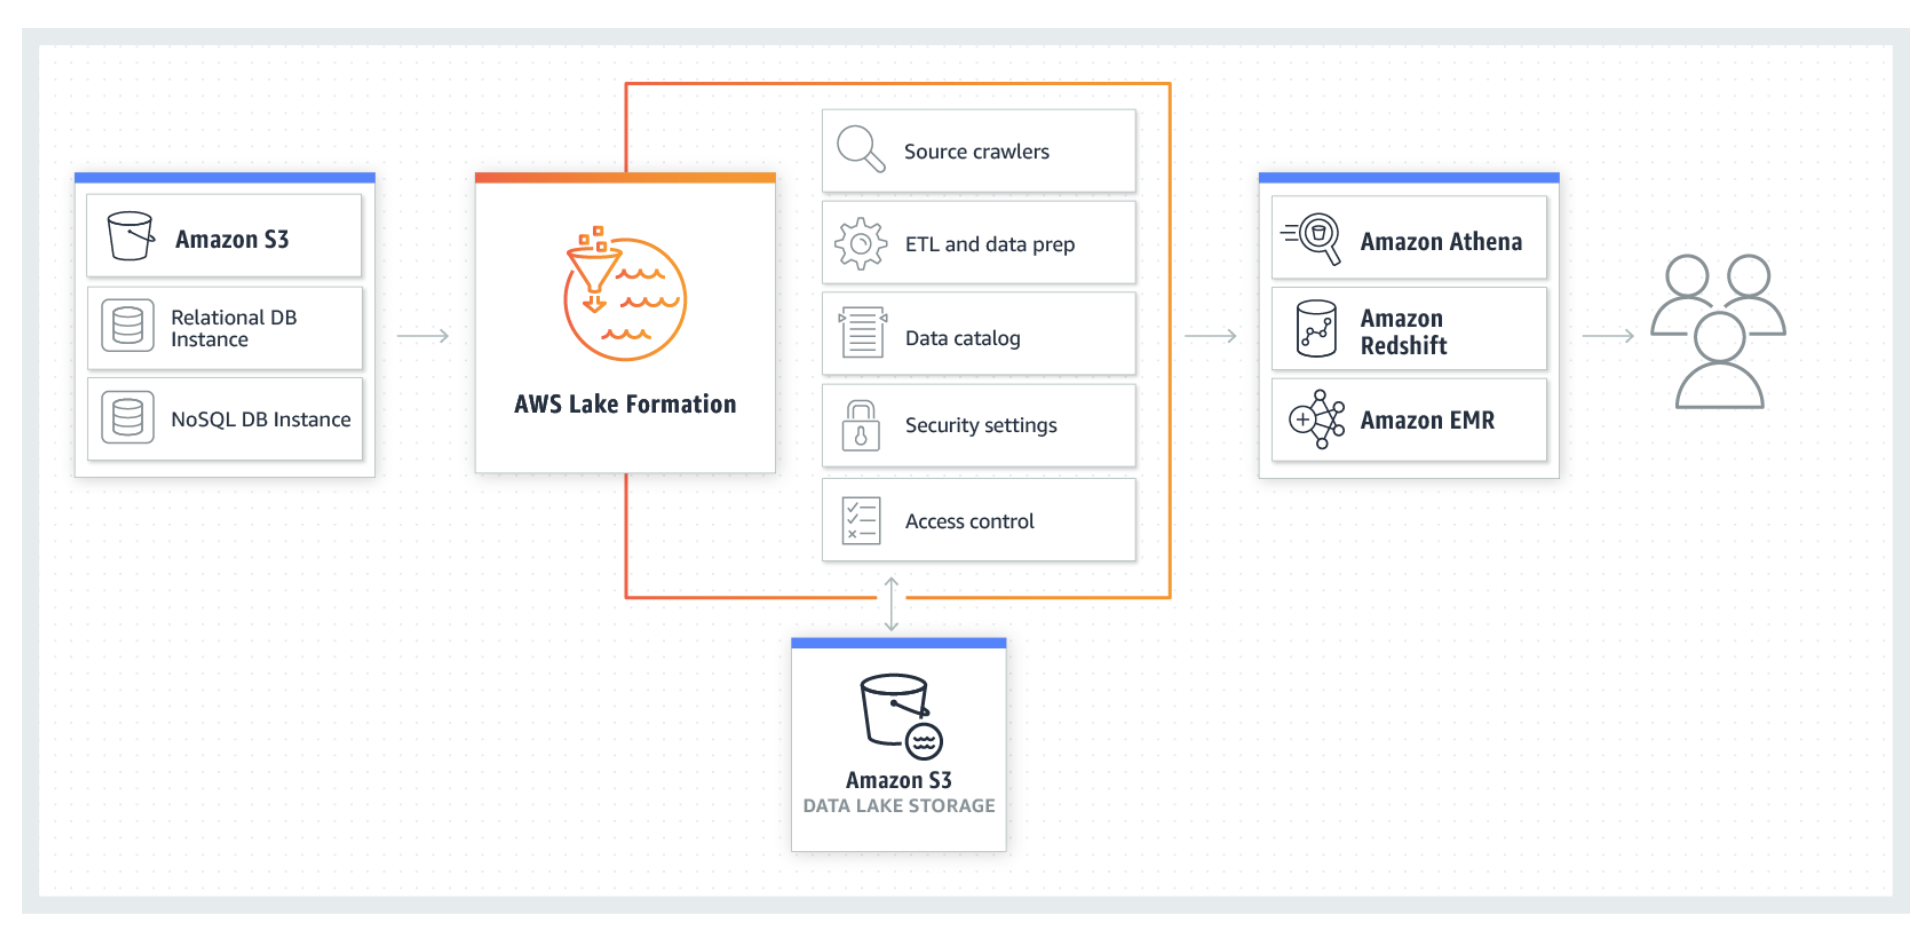 Amazon S3
Relational DB
Instance
NoSQL DB Instance
AWS Lake Formation
Source crawlers
ETL and data prep
Data catalog
Security settings
Access control
Amazon S3
DATA LAKE STORAGE
Amazon Athena
Amazon
Redshift
Amazon EMR